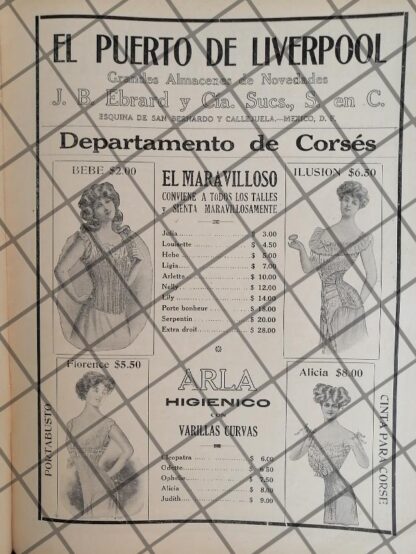 EL PUERTO DE LIVERPOOL
Grandes Almacenes de Novedades
J. B. Ebrard y Cia. Sucs., S. en C.
ESQUINA DE SAN BERNARDO Y CALLEJUELA.—MEXICO, D. F.
Departamento de Corsés
BEBE $2.00
EL MARAVILLOSO
CONVIENE A TODOS LOS TALLES
y SIENTA MARAVILLOSAMENTE
ILUSION $6.50
Julia $ 3.00
Louisette $ 4.50
Hebe $ 5.00
Ligia $ 7.00
Arlette $ 10.00
Nelly $ 12.00
Lily $ 14.00
Porte bonheur $ 18.00
Serpentin $ 20.00
Extra droit $ 28.00
Florence $5.50
ARLA
HIGIENICO
CON
VARILLAS CURVAS
Alicia $8.00
PORTABUSTO
CINTA PARA CORSE
Cleopatra $ 6.00
Odette $ 6.50
Ophelie $ 7.50
Alicia $ 8.00
Judith $ 9.00